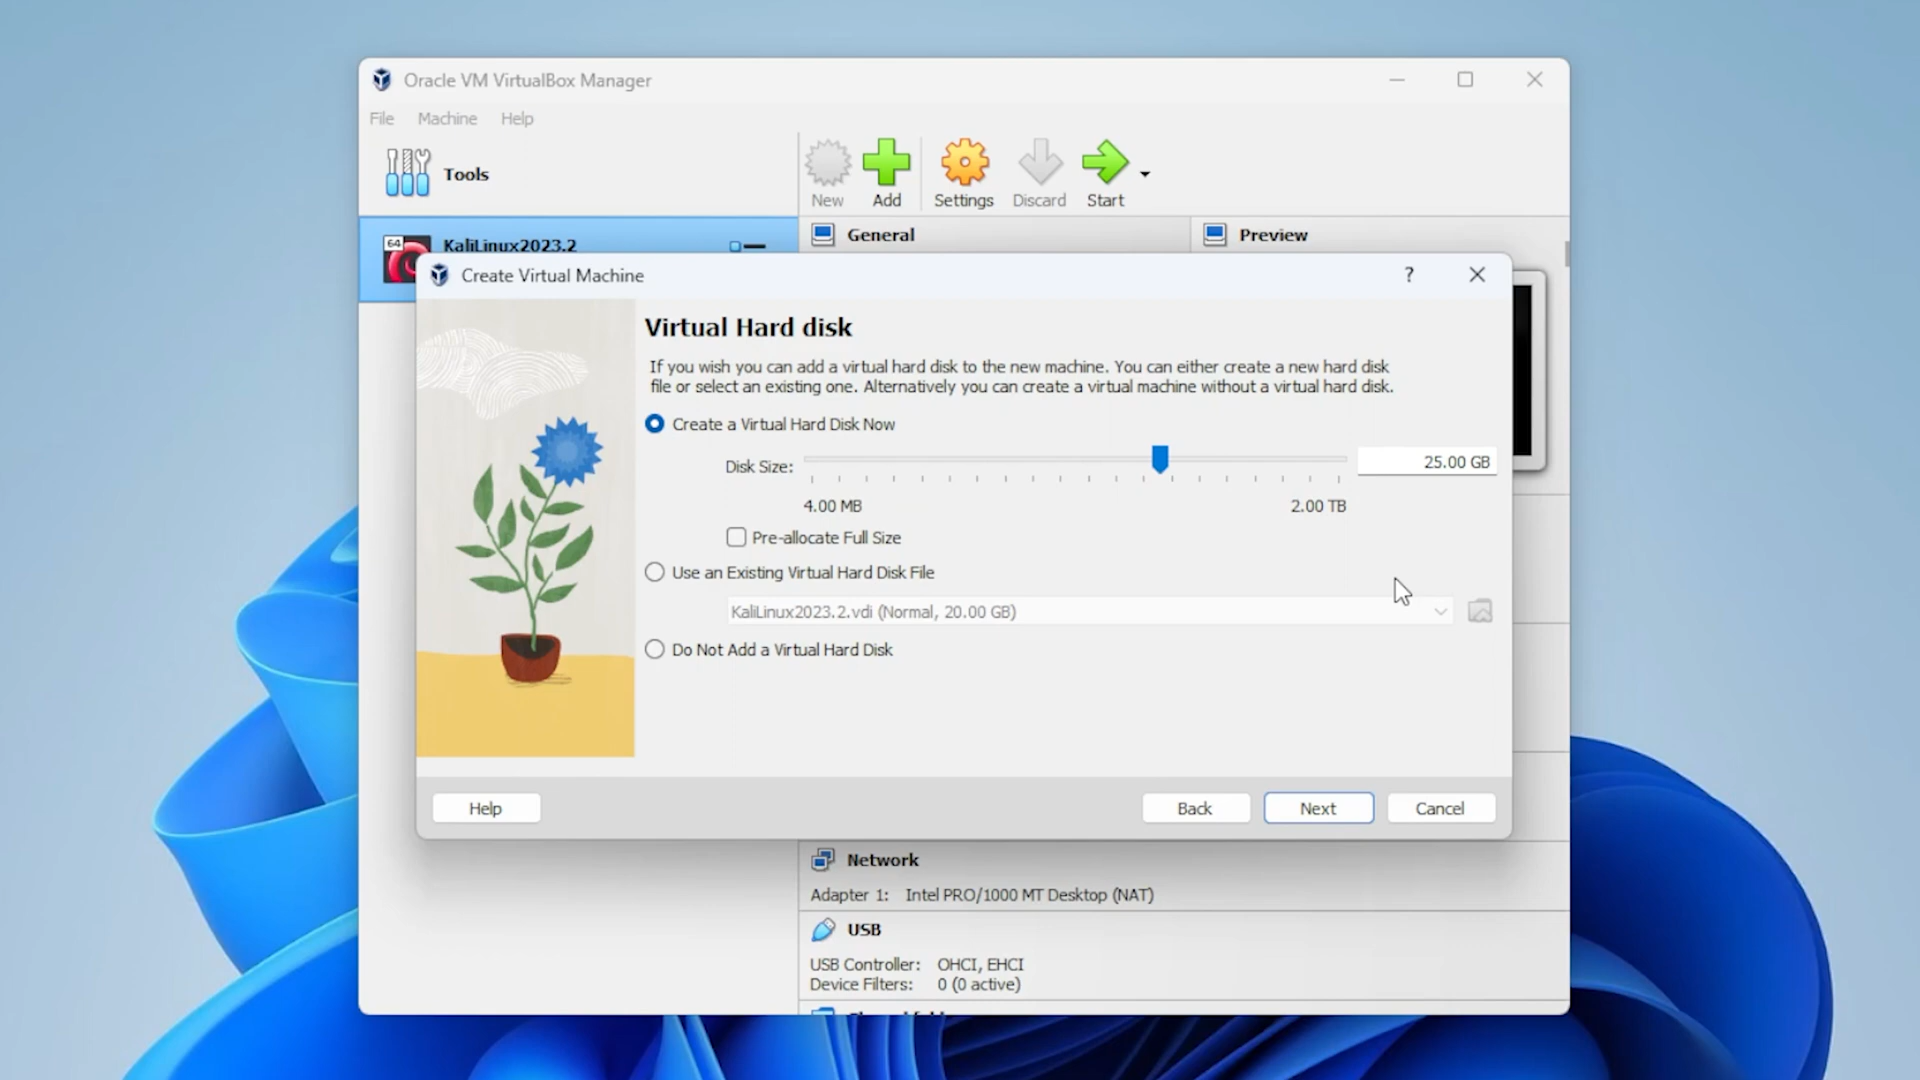 Oracle VM VirtualBox Manager
File Machine Help
Tools
New Add Settings Discard Start
64
KaliLinux2023.2
General
Preview
Create Virtual Machine
?
Virtual Hard disk
If you wish you can add a virtual hard disk to the new machine. You can either create a new hard disk
file or select an existing one. Alternatively you can create a virtual machine without a virtual hard disk.
Create a Virtual Hard Disk Now
Disk Size:
25.00 GB
4.00 MB
2.00 TB
Pre-allocate Full Size
Use an Existing Virtual Hard Disk File
KaliLinux2023.2.vdi (Normal, 20.00 GB)
Do Not Add a Virtual Hard Disk
Help
Back
Next
Cancel
Network
Adapter 1: Intel PRO/1000 MT Desktop (NAT)
USB
USB Controller: OHCI, EHCI
Device Filters: 0 (0 active)